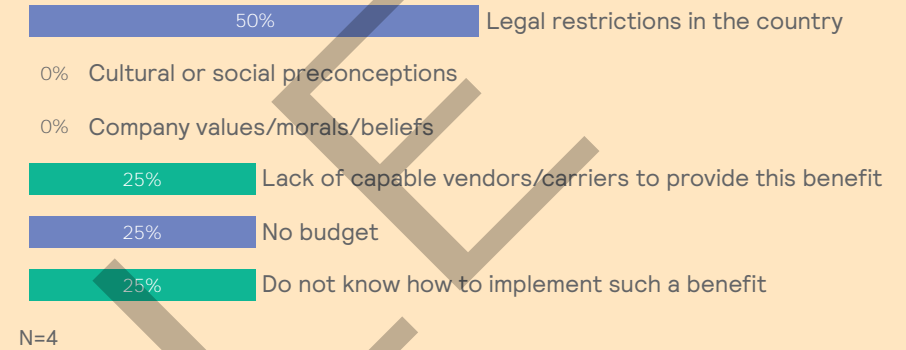 50% Legal restrictions in the country
0% Cultural or social preconceptions
0% Company values/morals/beliefs
25% Lack of capable vendors/carriers to provide this benefit
25% No budget
25% Do not know how to implement such a benefit
N=4